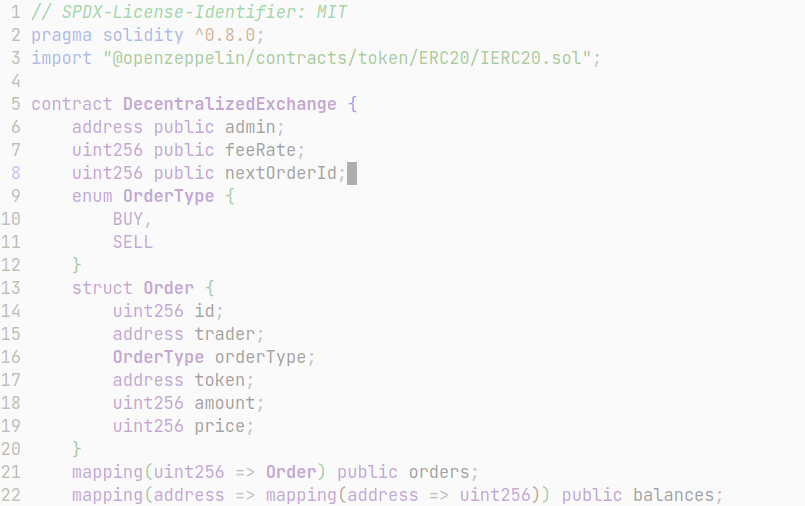 1 // SPDX-License-Identifier: MIT
2 pragma solidity ^0.8.0;
3 import "@openzeppelin/contracts/token/ERC20/IERC20.sol";
4
5 contract DecentralizedExchange {
6     address public admin;
7     uint256 public feeRate;
8     uint256 public nextOrderId;
9     enum OrderType {
10         BUY,
11         SELL
12     }
13     struct Order {
14         uint256 id;
15         address trader;
16         OrderType orderType;
17         address token;
18         uint256 amount;
19         uint256 price;
20     }
21     mapping(uint256 => Order) public orders;
22     mapping(address => mapping(address => uint256)) public balances;